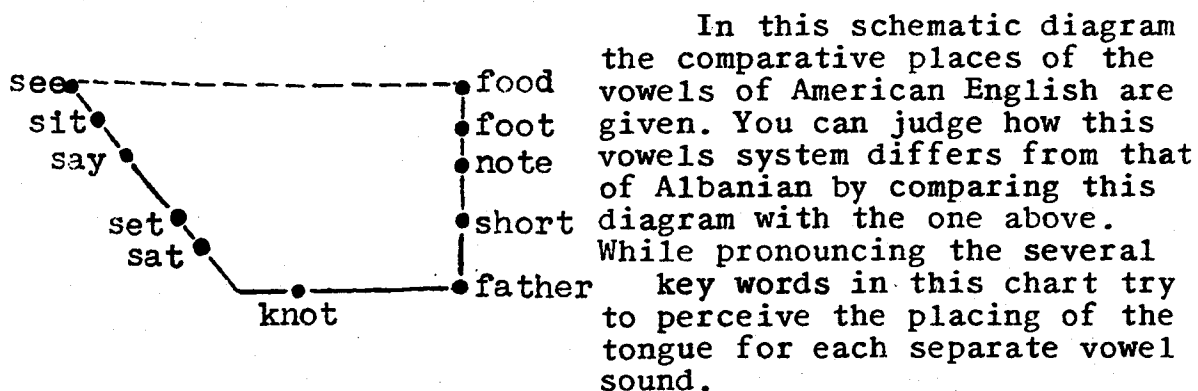 see
food
sit
foot
say
note
set
short
sat
father
knot
In this schematic diagram
the comparative places of the
vowels of American English are
given. You can judge how this
vowels system differs from that
of Albanian by comparing this
diagram with the one above.
While pronouncing the several
key words in this chart try
to perceive the placing of the
tongue for each separate vowel
sound.